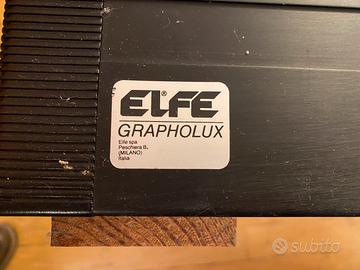 ELFE®
GRAPHOLUX
Elfe spa
Peschiera B.
(MILANO)
Italia
subito